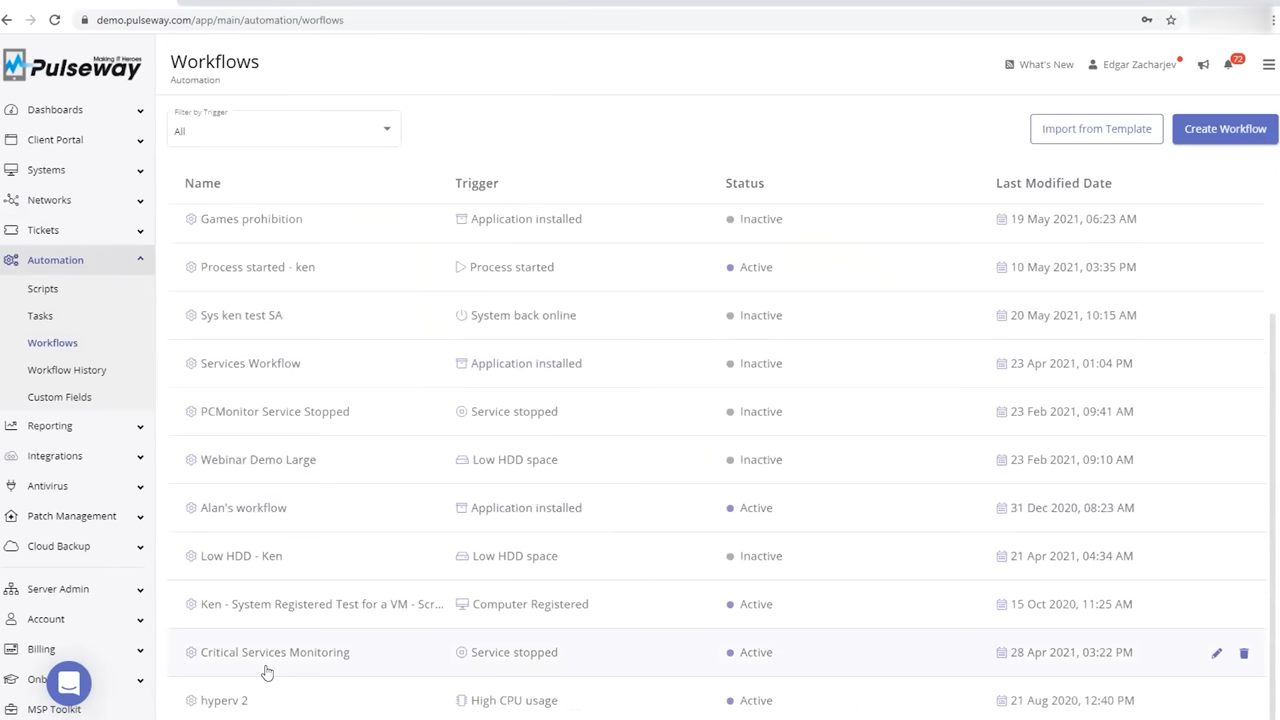 demo.pulseway.com/app/main/automation/worflows
Making IT Heroes
Pulseway
Workflows
Automation
What's New
Edgar Zacharjev
72
Dashboards
Client Portal
Systems
Networks
Tickets
Automation
Scripts
Tasks
Workflows
Workflow History
Custom Fields
Reporting
Integrations
Antivirus
Patch Management
Cloud Backup
Server Admin
Account
Billing
Onb
MSP Toolkit
Filter by Trigger
All
Import from Template
Create Workflow
Name Trigger Status Last Modified Date
Games prohibition Application installed Inactive 19 May 2021, 06:23 AM
Process started - ken Process started Active 10 May 2021, 03:35 PM
Sys ken test SA System back online Inactive 20 May 2021, 10:15 AM
Services Workflow Application installed Inactive 23 Apr 2021, 01:04 PM
PCMonitor Service Stopped Service stopped Inactive 23 Feb 2021, 09:41 AM
Webinar Demo Large Low HDD space Inactive 23 Feb 2021, 09:10 AM
Alan's workflow Application installed Active 31 Dec 2020, 08:23 AM
Low HDD - Ken Low HDD space Inactive 21 Apr 2021, 04:34 AM
Ken - System Registered Test for a VM - Scr... Computer Registered Active 15 Oct 2020, 11:25 AM
Critical Services Monitoring Service stopped Active 28 Apr 2021, 03:22 PM
hyperv 2 High CPU usage Active 21 Aug 2020, 12:40 PM